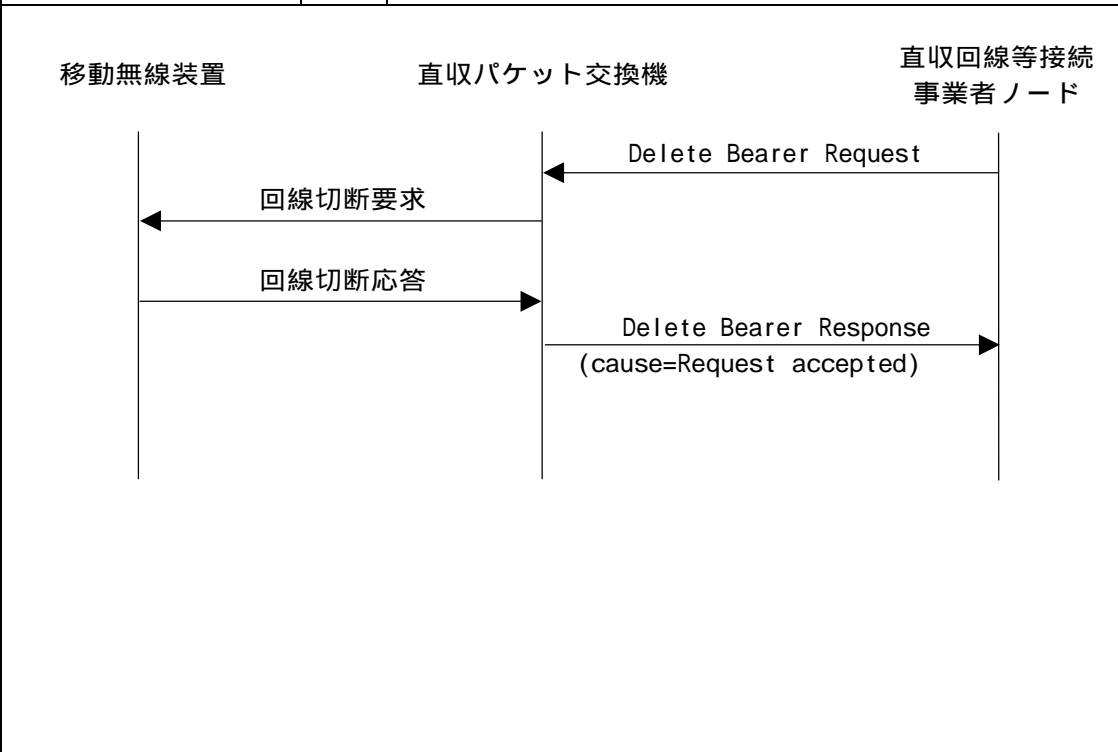 移動無線装置
直収パケット交換機
直収回線等接続
事業者ノード
Delete Bearer Request
回線切断要求
回線切断応答
Delete Bearer Response
(cause=Request accepted)